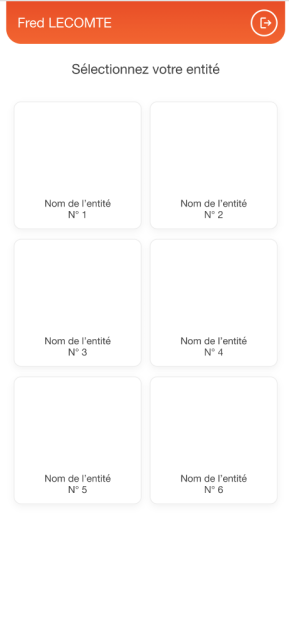 Fred LECOMTE
Sélectionnez votre entité
Nom de l'entité
N° 1
Nom de l'entité
N° 2
Nom de l'entité
N° 3
Nom de l'entité
N° 4
Nom de l'entité
N° 5
Nom de l'entité
N° 6